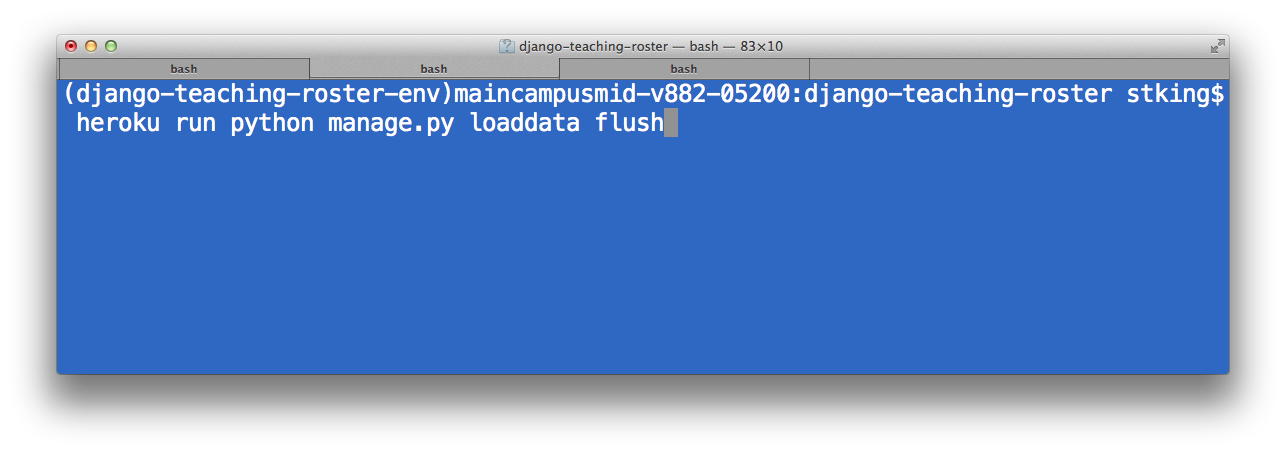 django-teaching-roster — bash — 83×10
bash bash bash
(django-teaching-roster-env)maincampusmid-v882-05200:django-teaching-roster stking$
heroku run python manage.py loaddata flush